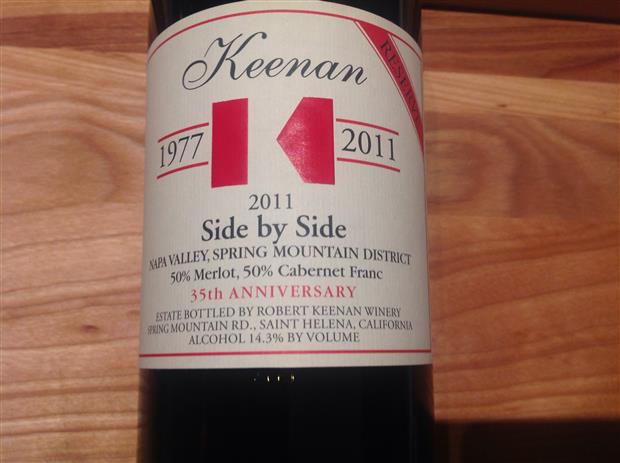 Keenan
RESERVE
1977 K 2011
2011
Side by Side
NAPA VALLEY, SPRING MOUNTAIN DISTRICT
50% Merlot, 50% Cabernet Franc
35th ANNIVERSARY
ESTATE BOTTLED BY ROBERT KEENAN WINERY
SPRING MOUNTAIN RD., SAINT HELENA, CALIFORNIA
ALCOHOL 14.3% BY VOLUME